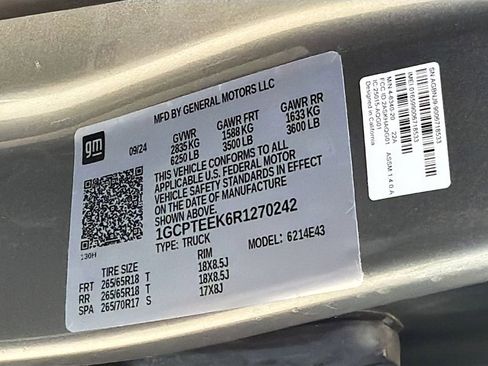 MFD BY GENERAL MOTORS LLC
gm
09/24
GVWR GAWR FRT GAWR RR
2835 KG 1588 KG 1633 KG
6250 LB 3500 LB 3600 LB
THIS VEHICLE CONFORMS TO ALL
APPLICABLE U.S. FEDERAL MOTOR
VEHICLE SAFETY STANDARDS IN EFFECT
ON THE DATE OF MANUFACTURE
SHOWN ABOVE.
1GCPTEEK6R1270242
TYPE: TRUCK MODEL: 6214E43
TIRE SIZE RIM
FRT 265/65R18 T 18X8.5J
RR 265/65R18 T 18X8.5J
SPA 265/70R17 S 17X8J
Designed in California